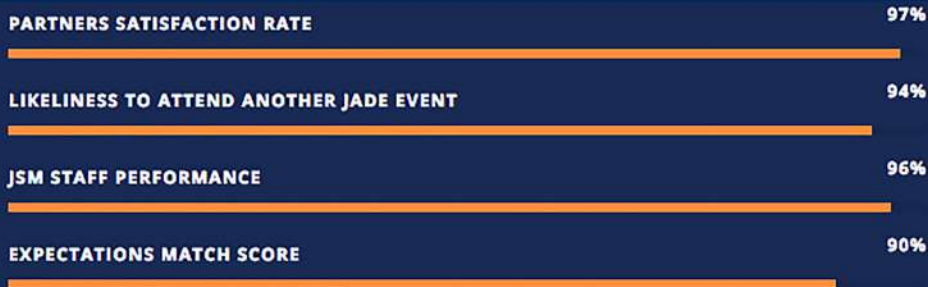 PARTNERS SATISFACTION RATE 97%
LIKELINESS TO ATTEND ANOTHER JADE EVENT 94%
JSM STAFF PERFORMANCE 96%
EXPECTATIONS MATCH SCORE 90%